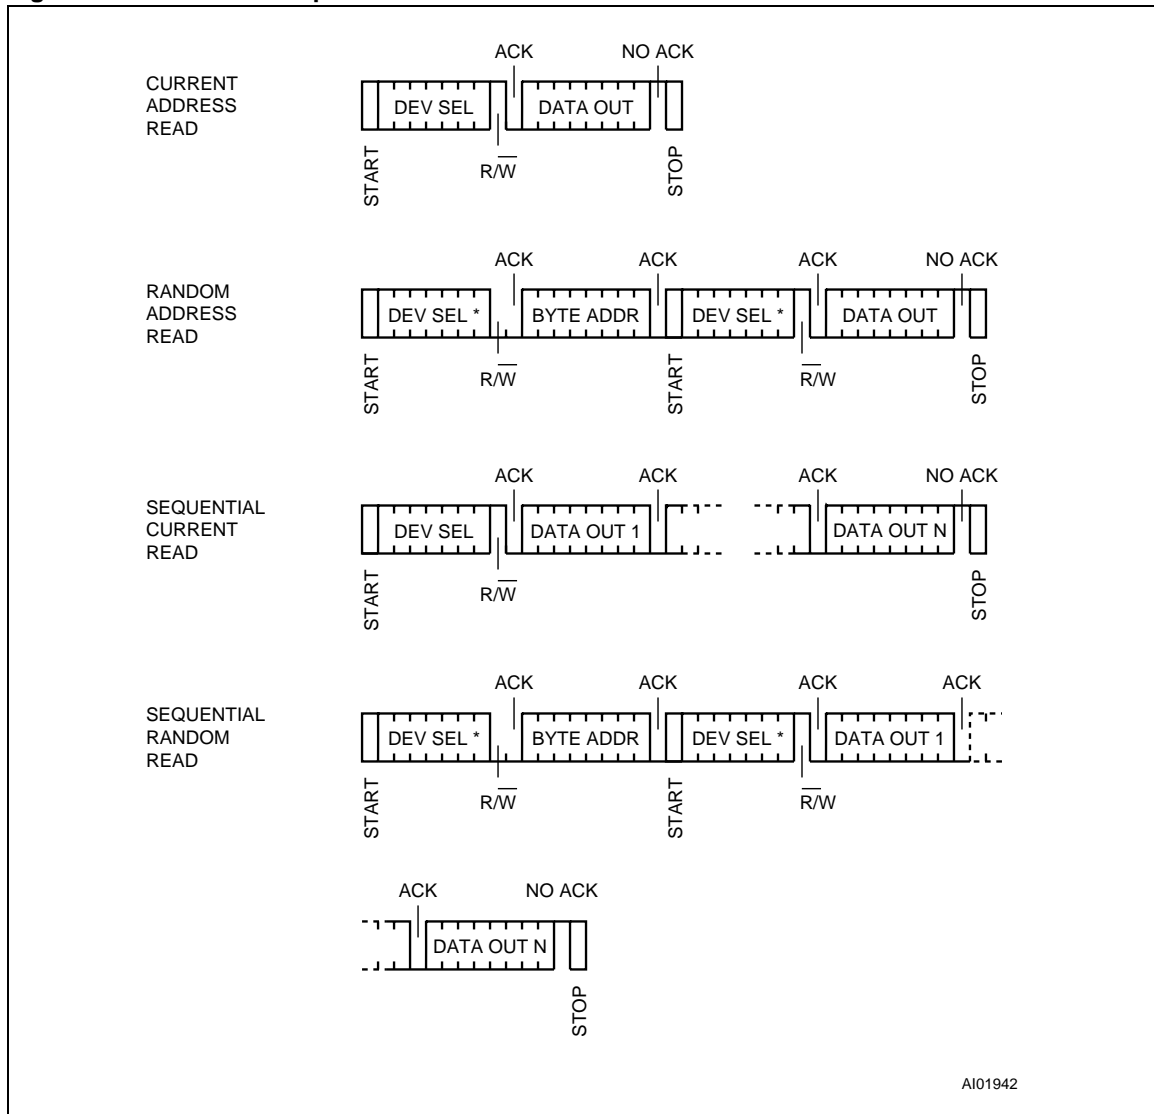 ACK NO ACK
CURRENT
ADDRESS
READ
DEV SEL DATA OUT
START R/W̅ STOP
ACK ACK ACK NO ACK
RANDOM
ADDRESS
READ
DEV SEL * BYTE ADDR DEV SEL * DATA OUT
START R/W̅ START R̅/W STOP
ACK ACK ACK NO ACK
SEQUENTIAL
CURRENT
READ
DEV SEL DATA OUT 1 DATA OUT N
START R/W̅ STOP
ACK ACK ACK ACK
SEQUENTIAL
RANDOM
READ
DEV SEL * BYTE ADDR DEV SEL * DATA OUT 1
START R/W̅ START R̅/W
ACK NO ACK
DATA OUT N
STOP
AI01942